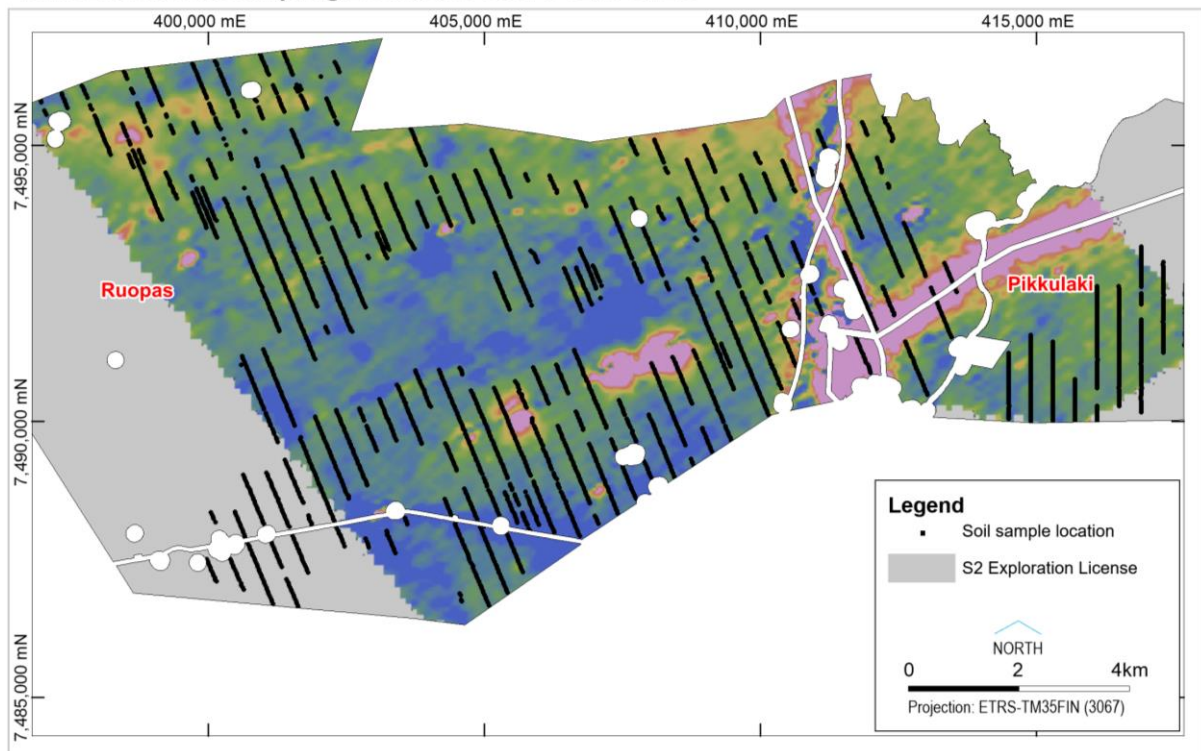 400,000 mE
405,000 mE
410,000 mE
415,000 mE
7,495,000 mN
7,490,000 mN
7,485,000 mN
Ruopas
Pikkulaki
Legend
Soil sample location
S2 Exploration License
NORTH
0 2 4km
Projection: ETRS-TM35FIN (3067)